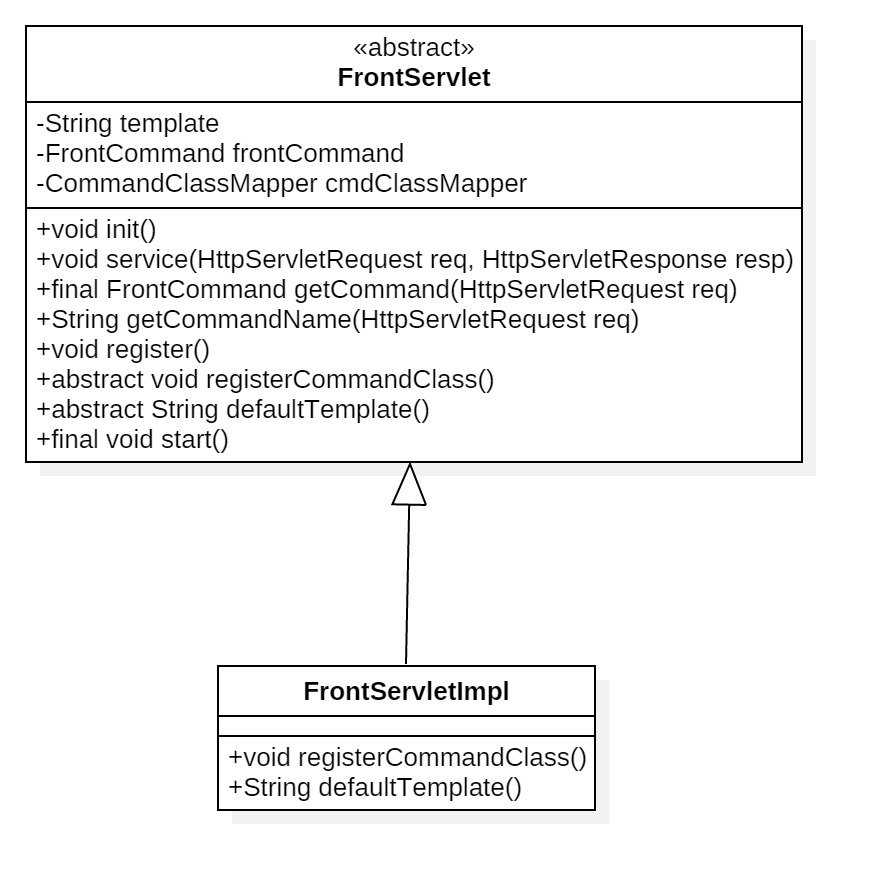 «abstract»
FrontServlet
-String template
-FrontCommand frontCommand
-CommandClassMapper cmdClassMapper
+void init()
+void service(HttpServletRequest req, HttpServletResponse resp)
+final FrontCommand getCommand(HttpServletRequest req)
+String getCommandName(HttpServletRequest req)
+void register()
+abstract void registerCommandClass()
+abstract String defaultTemplate()
+final void start()
FrontServletImpl
+void registerCommandClass()
+String defaultTemplate()